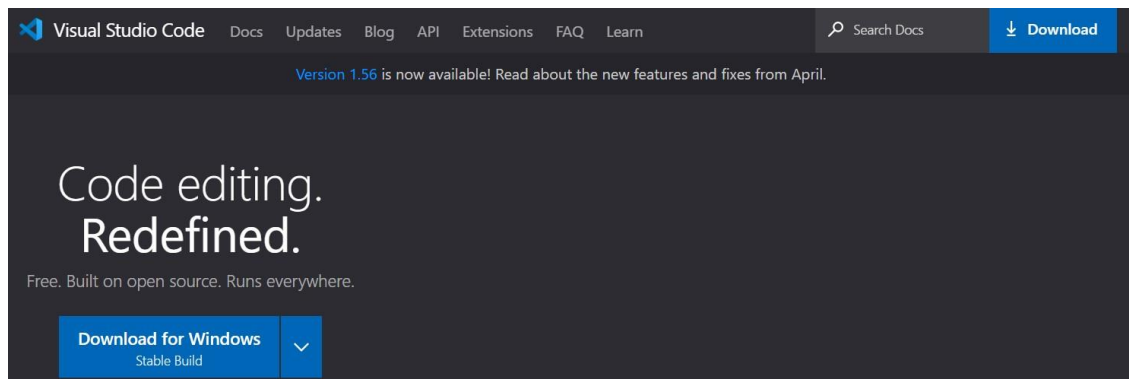 Visual Studio Code Docs Updates Blog API Extensions FAQ Learn Search Docs Download
Version 1.56 is now available! Read about the new features and fixes from April.
Code editing.
Redefined.
Free. Built on open source. Runs everywhere.
Download for Windows
Stable Build